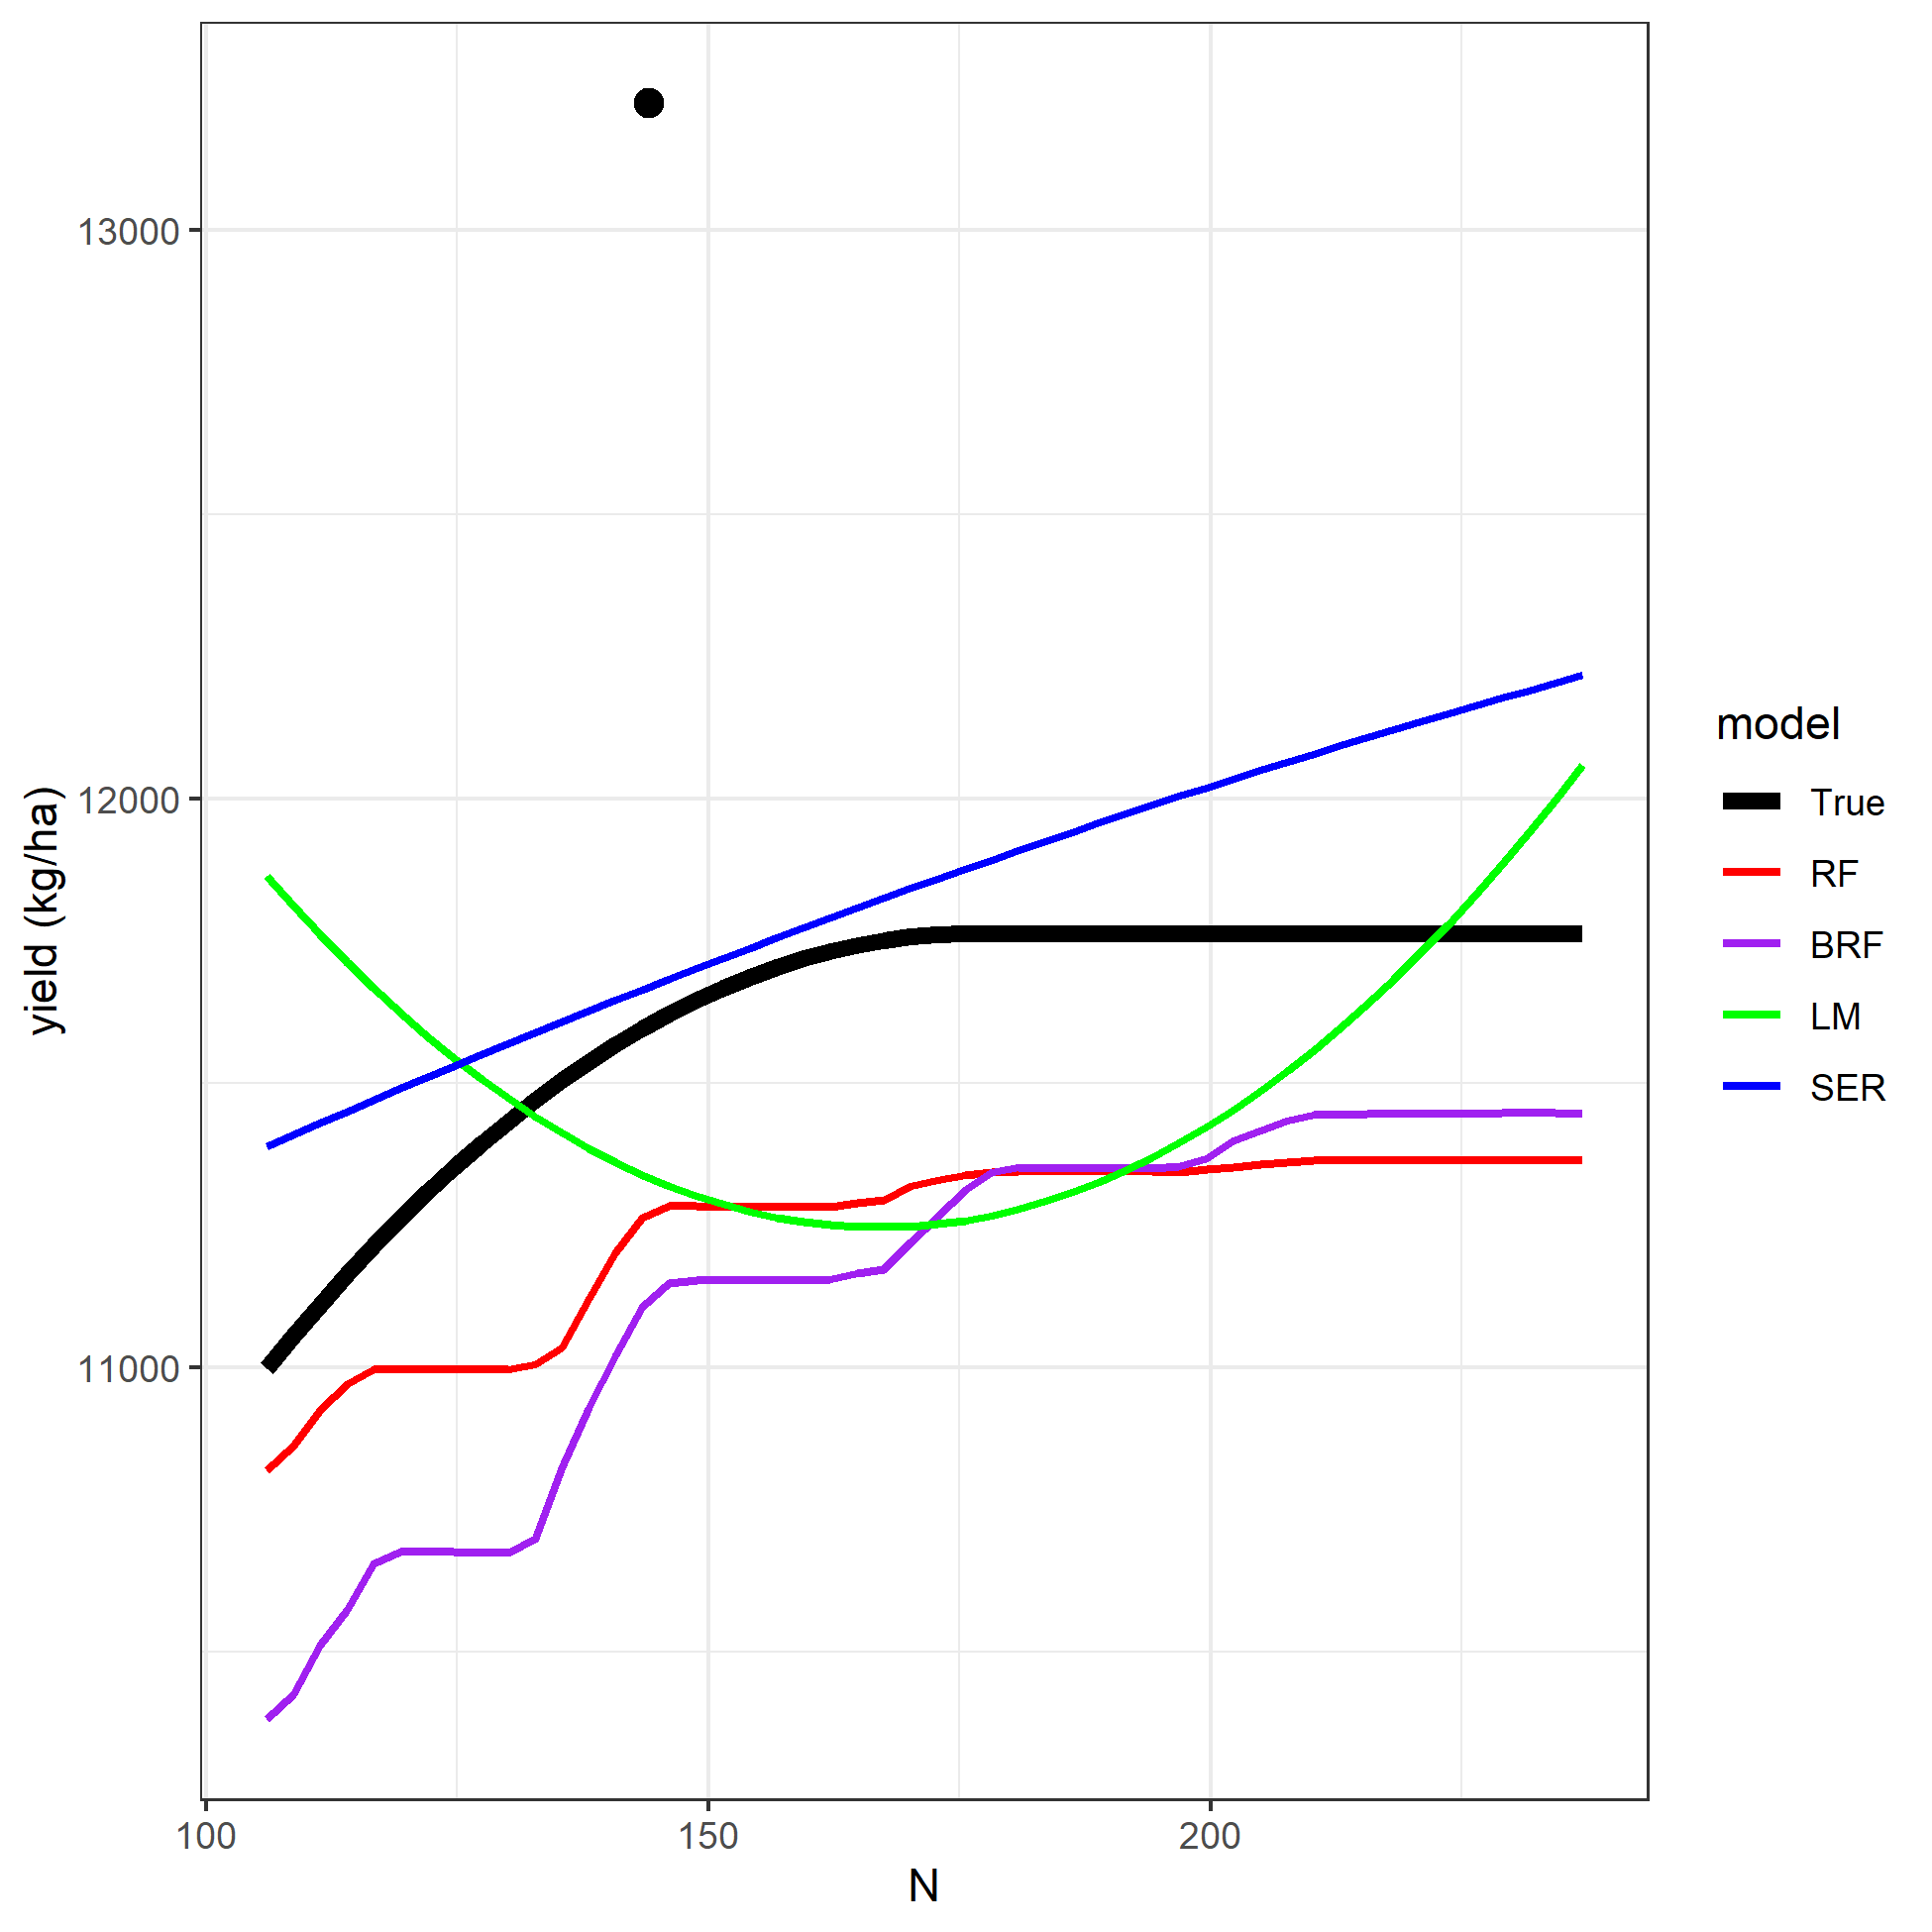 13000
12000
11000
yield (kg/ha)
100
150
200
N
model
True
RF
BRF
LM
SER